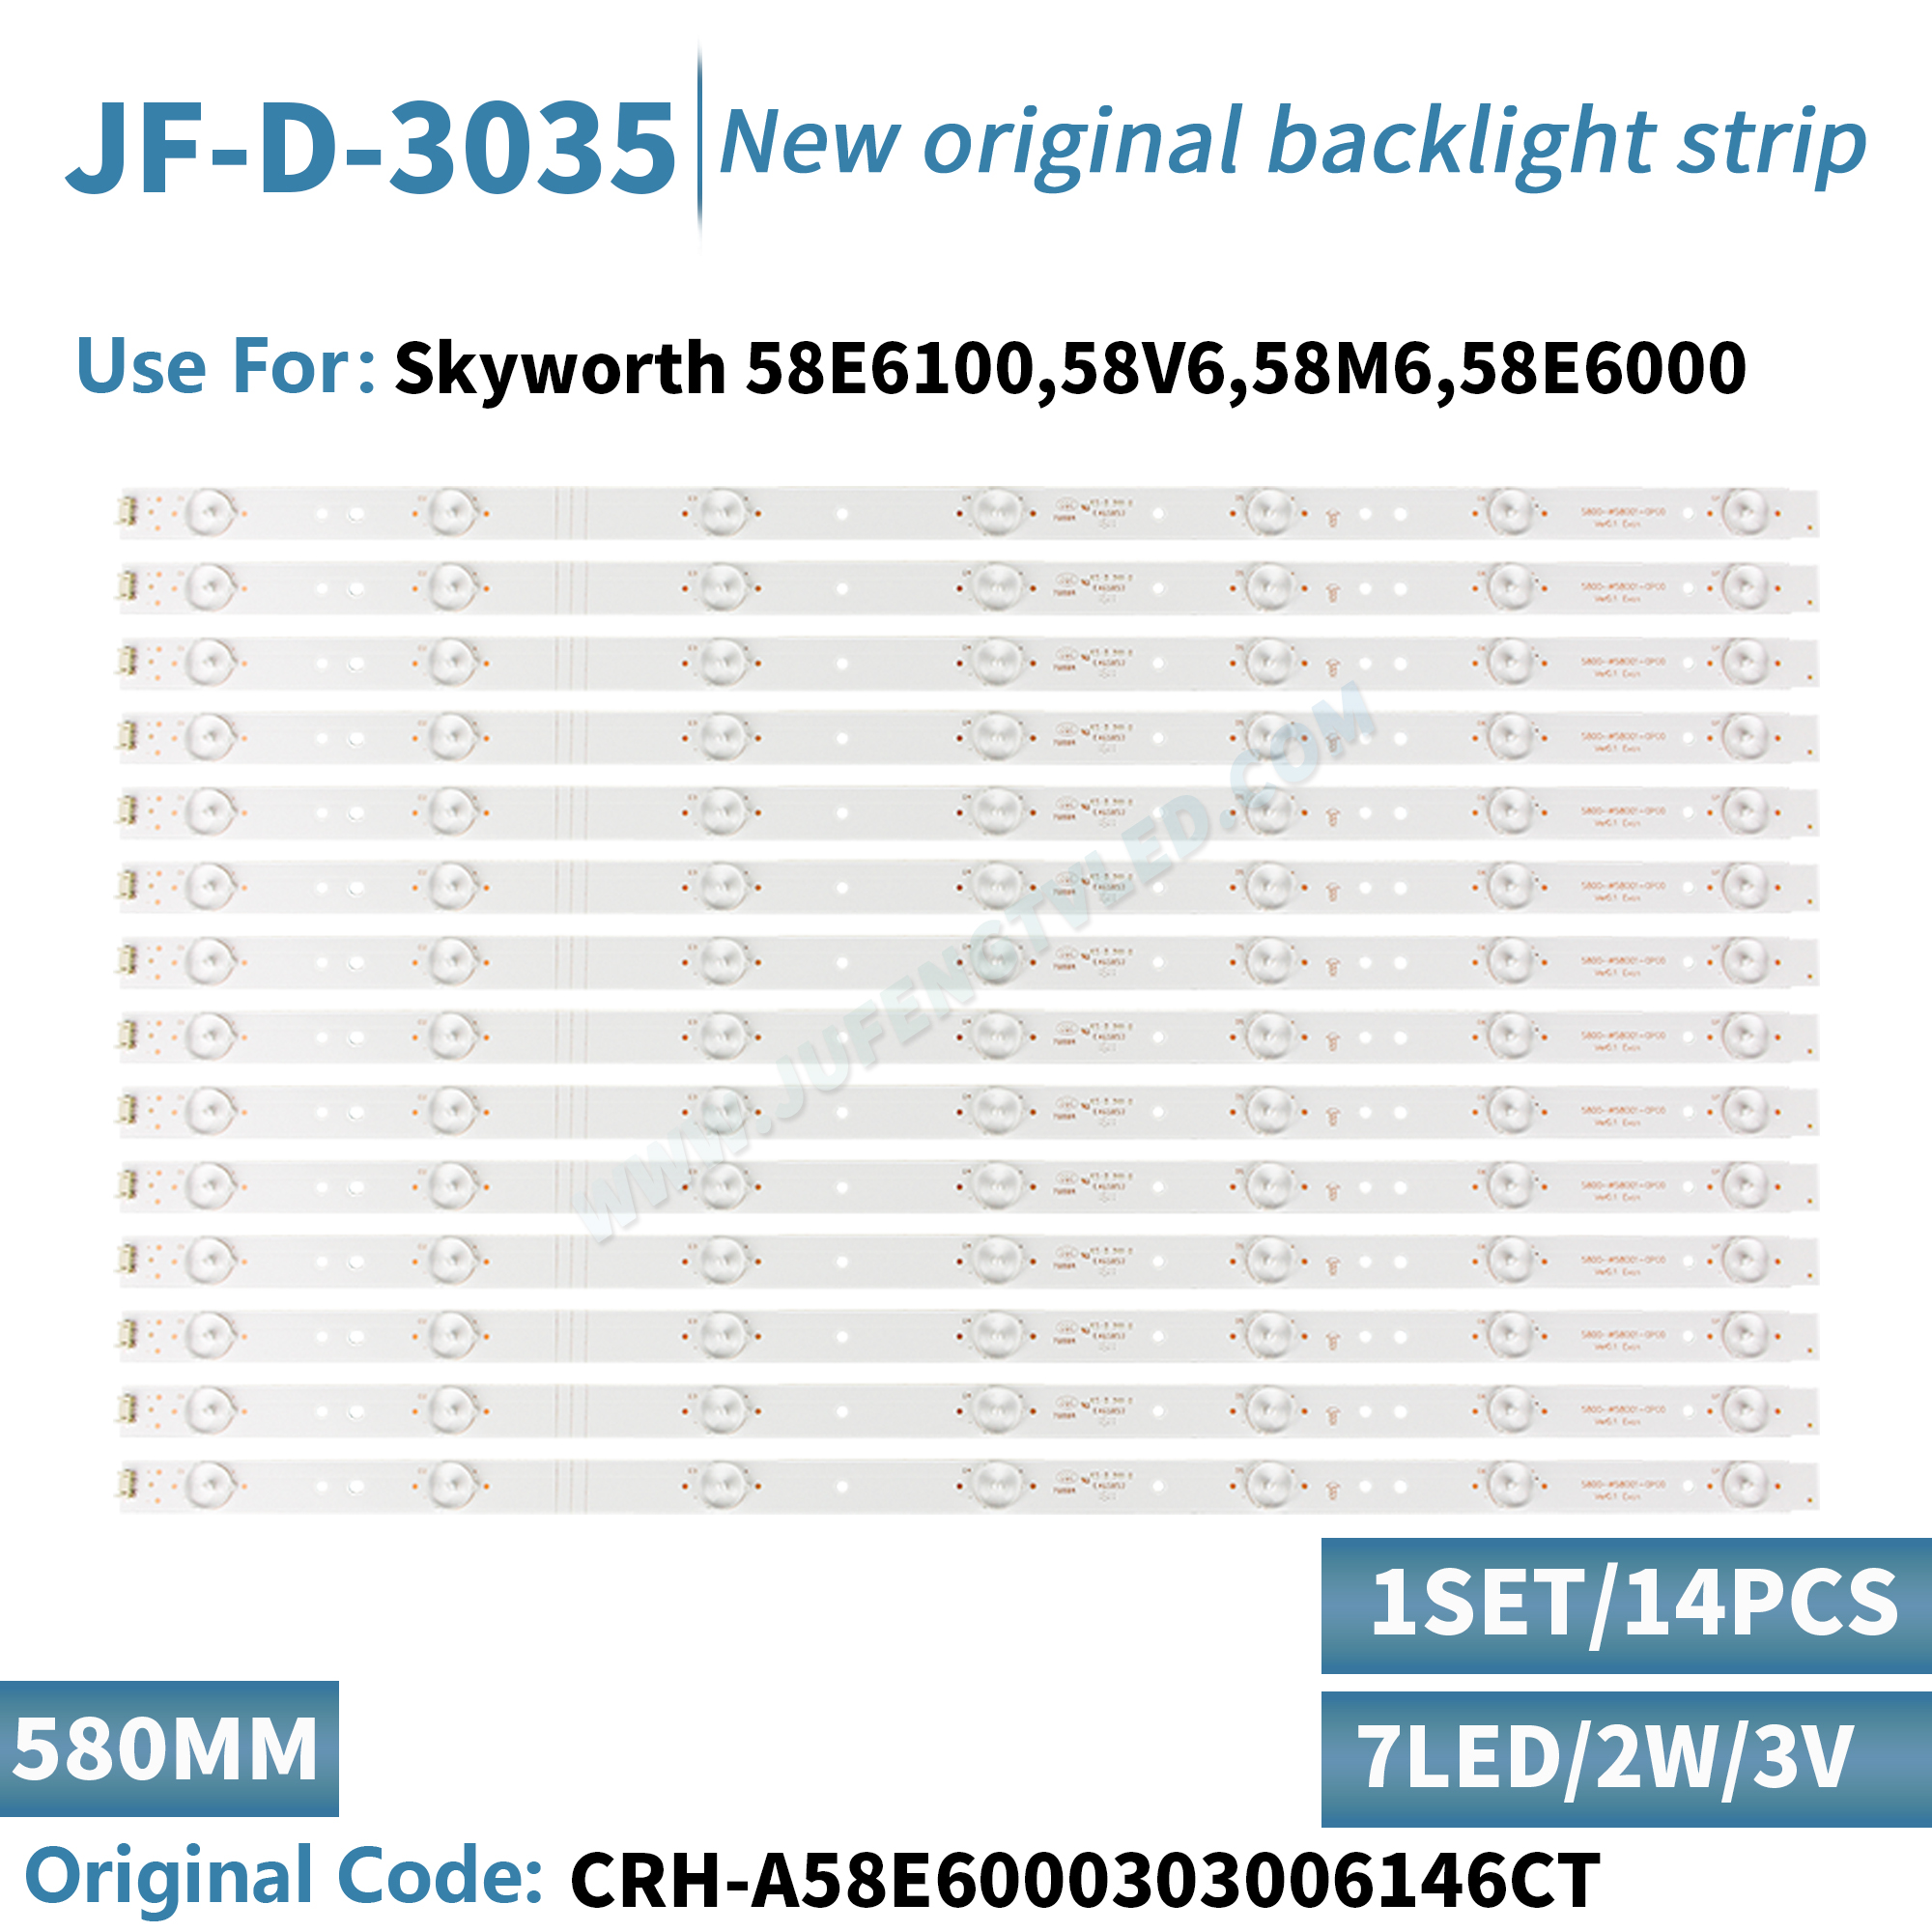 JF-D-3035
New original backlight strip
Use For: Skyworth 58E6100,58V6,58M6,58E6000
WWW.JUFENGTVLED.COM
1SET/14PCS
580MM
7LED/2W/3V
Original Code: CRH-A58E6000303006146CT